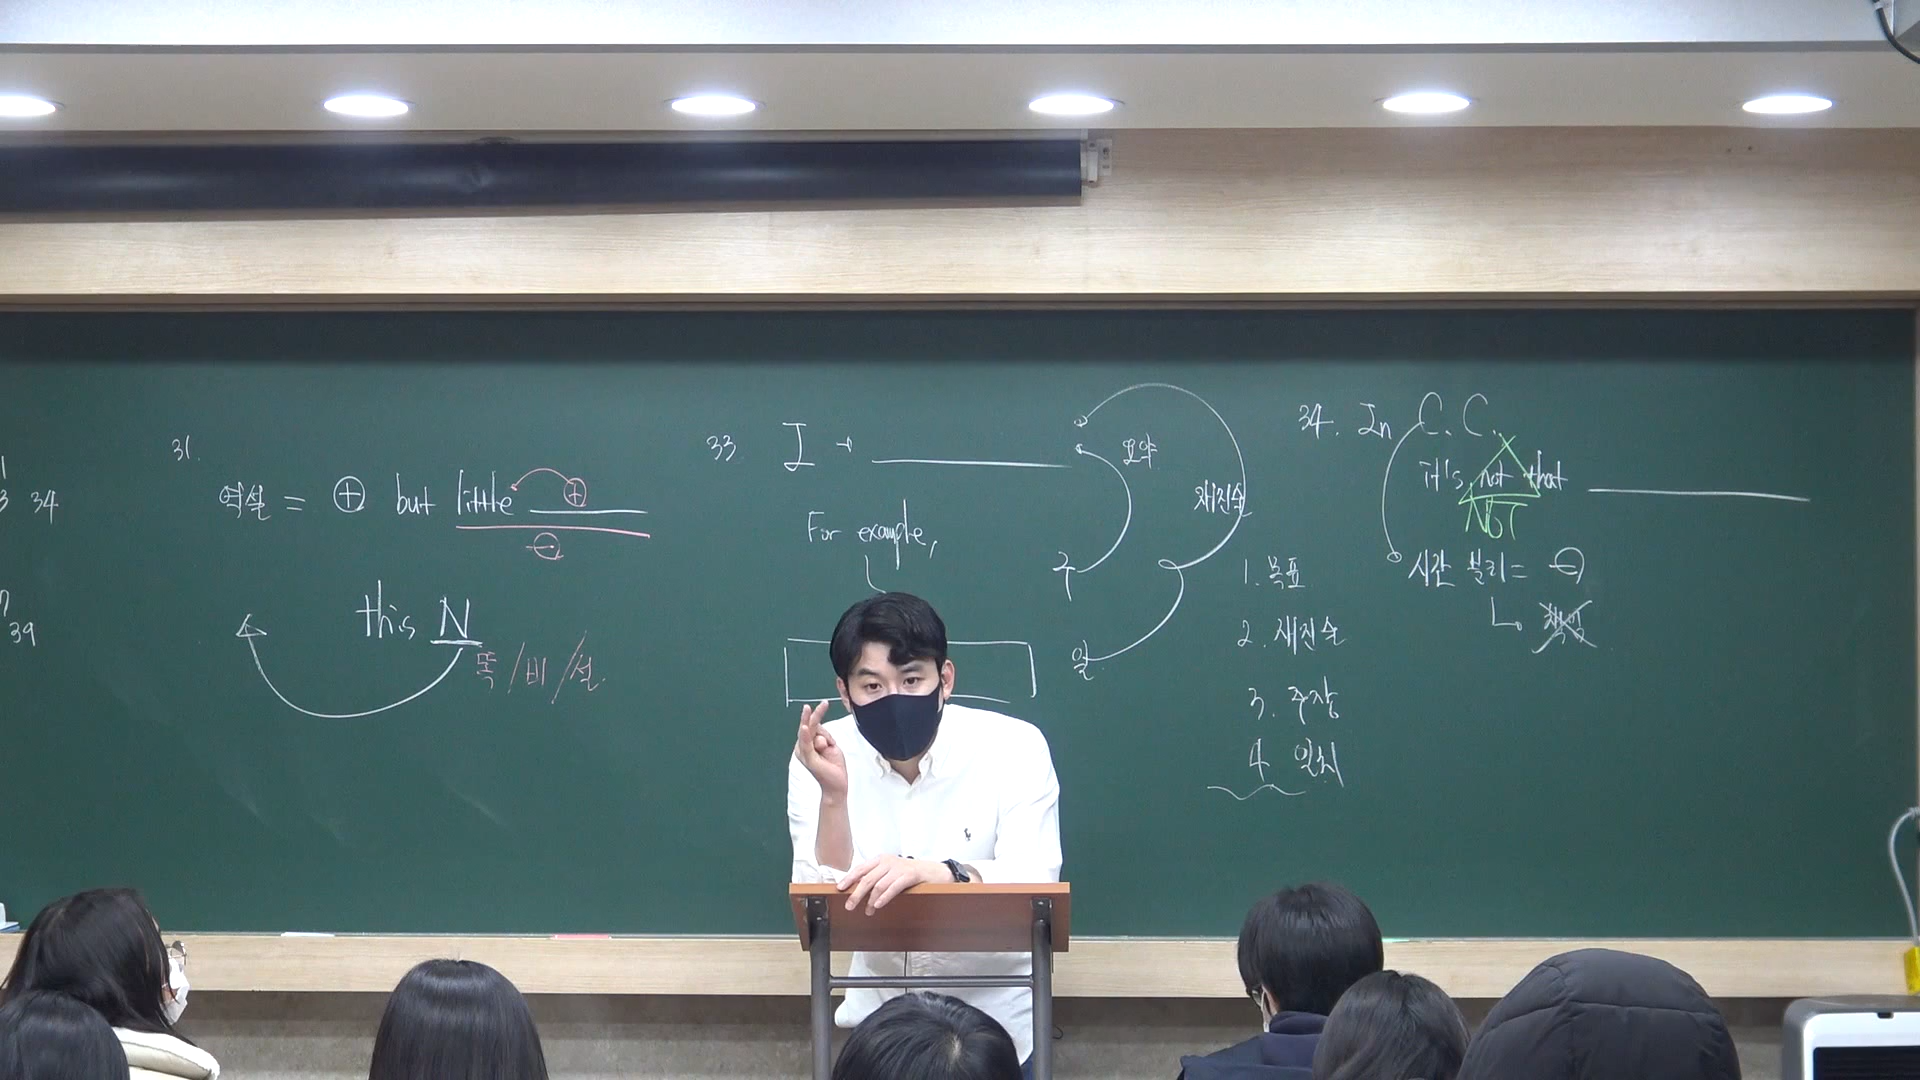 34
39
31.
역설 = ⊕ but little ⊕
⊖
this N
똑/비/설.
33.
I →
요약
재진술
For example,
주
일
1. 목표
2. 재진술
3. 주장
4. 일치
34. In C.C.
it's not that
NOT
시간 분리 = ⊖